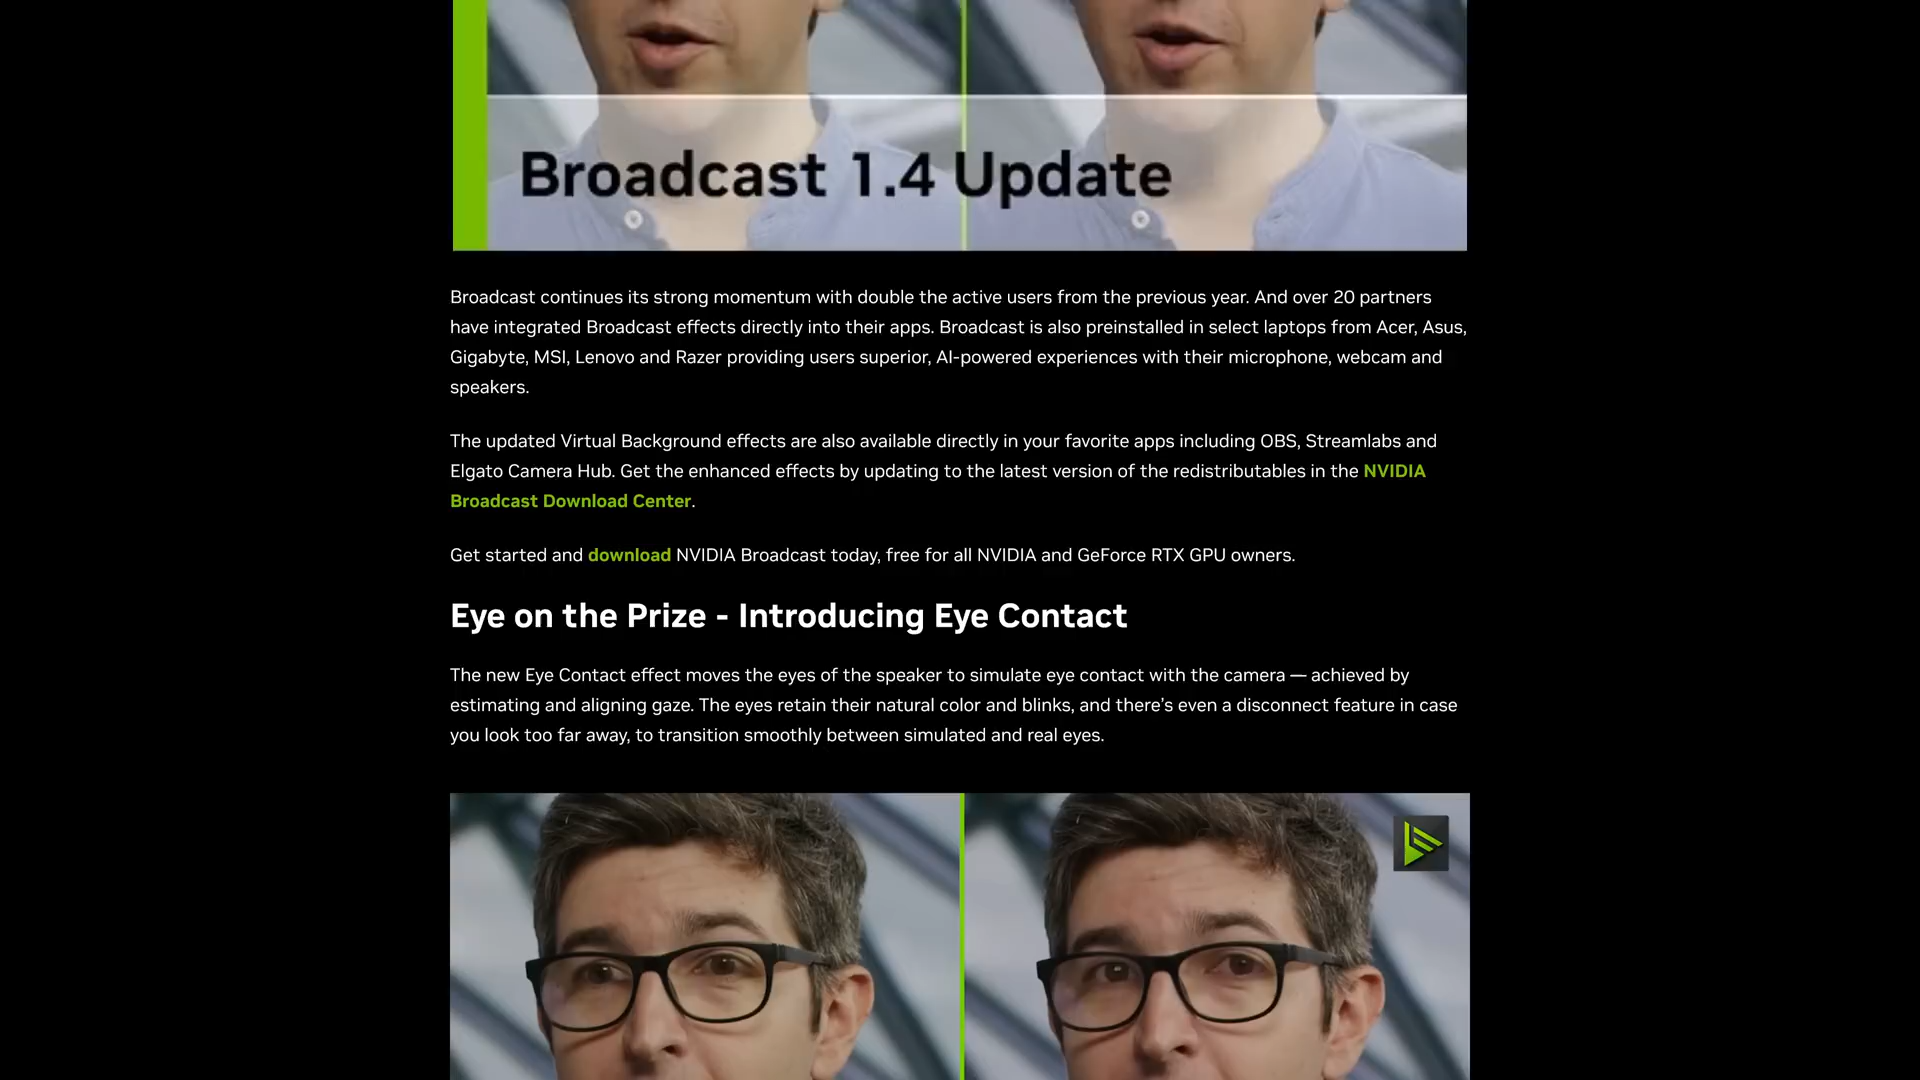 Broadcast 1.4 Update
Broadcast continues its strong momentum with double the active users from the previous year. And over 20 partners
have integrated Broadcast effects directly into their apps. Broadcast is also preinstalled in select laptops from Acer, Asus,
Gigabyte, MSI, Lenovo and Razer providing users superior, AI-powered experiences with their microphone, webcam and
speakers.
The updated Virtual Background effects are also available directly in your favorite apps including OBS, Streamlabs and
Elgato Camera Hub. Get the enhanced effects by updating to the latest version of the redistributables in the NVIDIA
Broadcast Download Center.
Get started and download NVIDIA Broadcast today, free for all NVIDIA and GeForce RTX GPU owners.
Eye on the Prize - Introducing Eye Contact
The new Eye Contact effect moves the eyes of the speaker to simulate eye contact with the camera — achieved by
estimating and aligning gaze. The eyes retain their natural color and blinks, and there’s even a disconnect feature in case
you look too far away, to transition smoothly between simulated and real eyes.